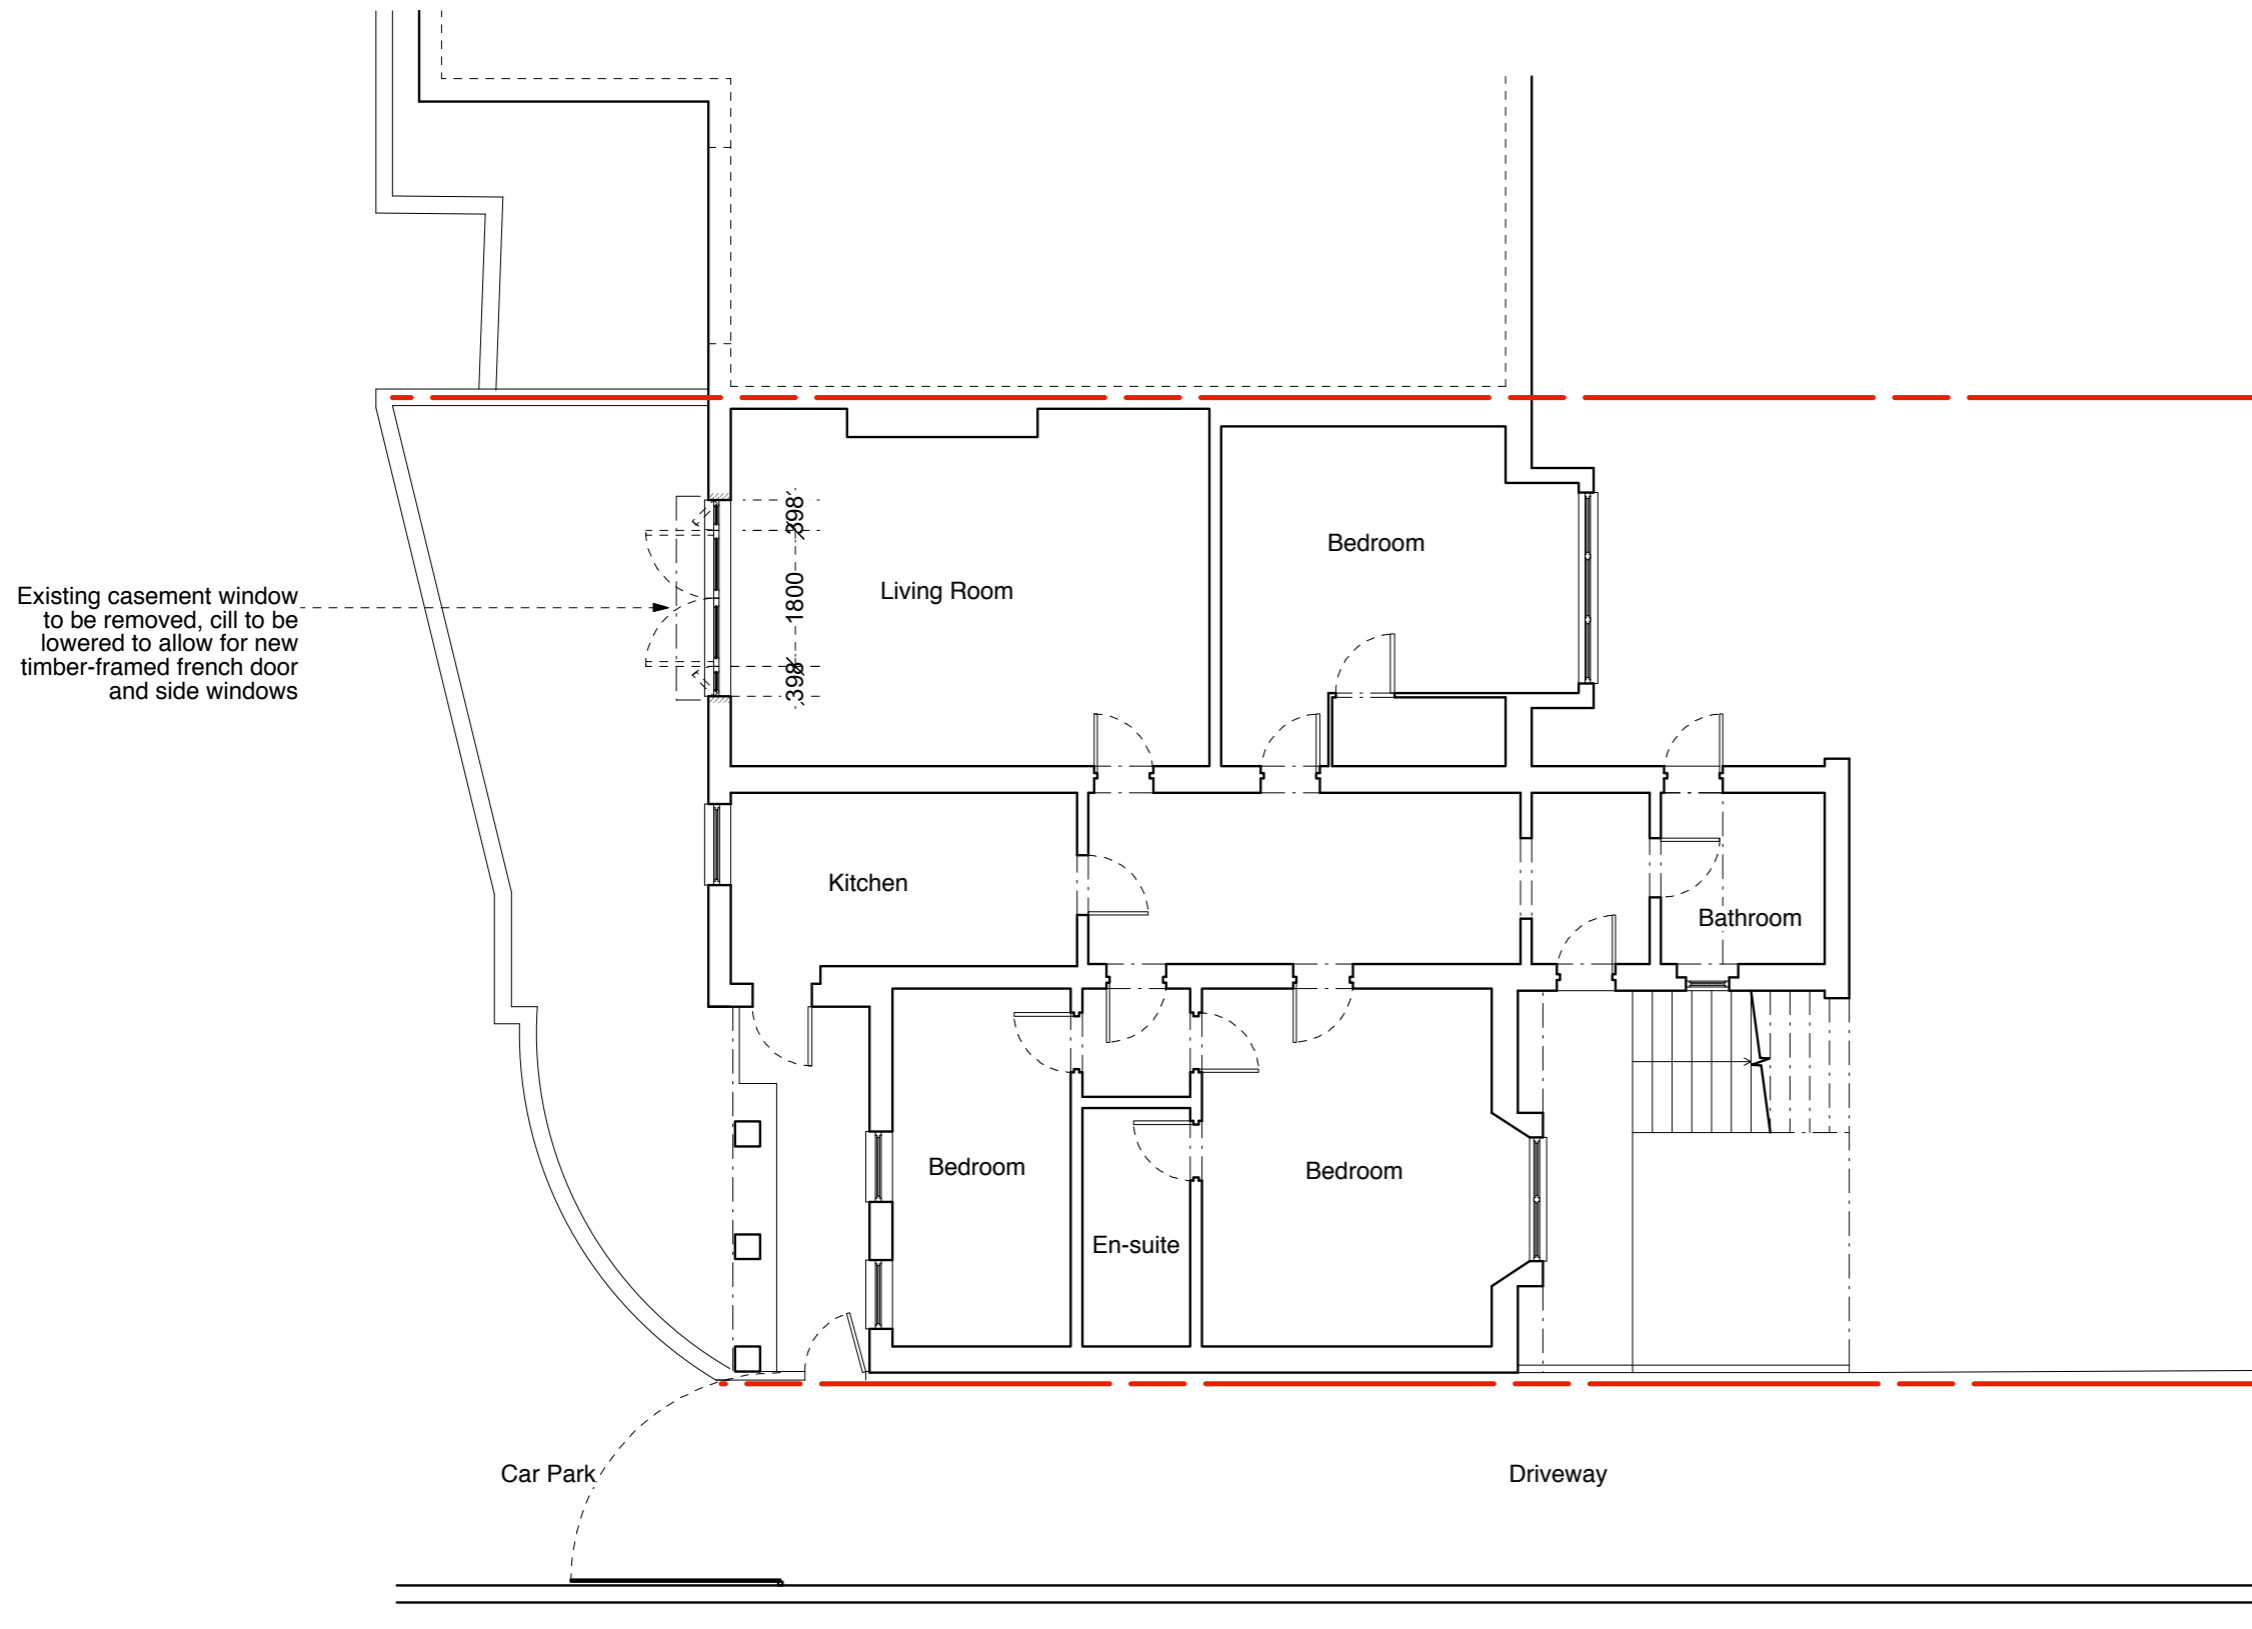 398
Bedroom
Living Room
1800
Existing casement window
to be removed, cill to be
lowered to allow for new
timber-framed french door
and side windows
398
Kitchen
Bathroom
Bedroom
Bedroom
En-suite
Car Park
Driveway